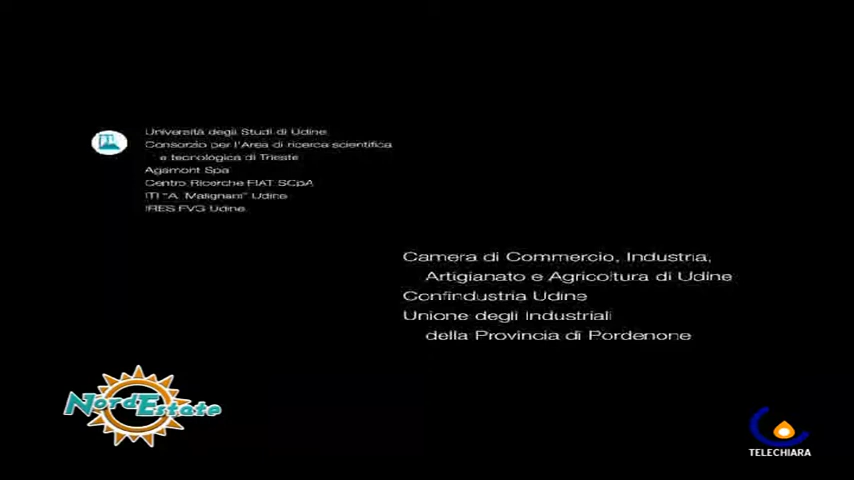 Università degli Studi di Udine
Consorzio per l'Area di ricerca scientifica
e tecnologica di Trieste
Agemont Spa
Centro Ricerche FIAT SCpA
ITI "A. Malignani" Udine
IRES FVG Udine
Camera di Commercio, Industria,
Artigianato e Agricoltura di Udine
Confindustria Udine
Unione degli industriali
della Provincia di Pordenone
NordEstate
TELECHIARA